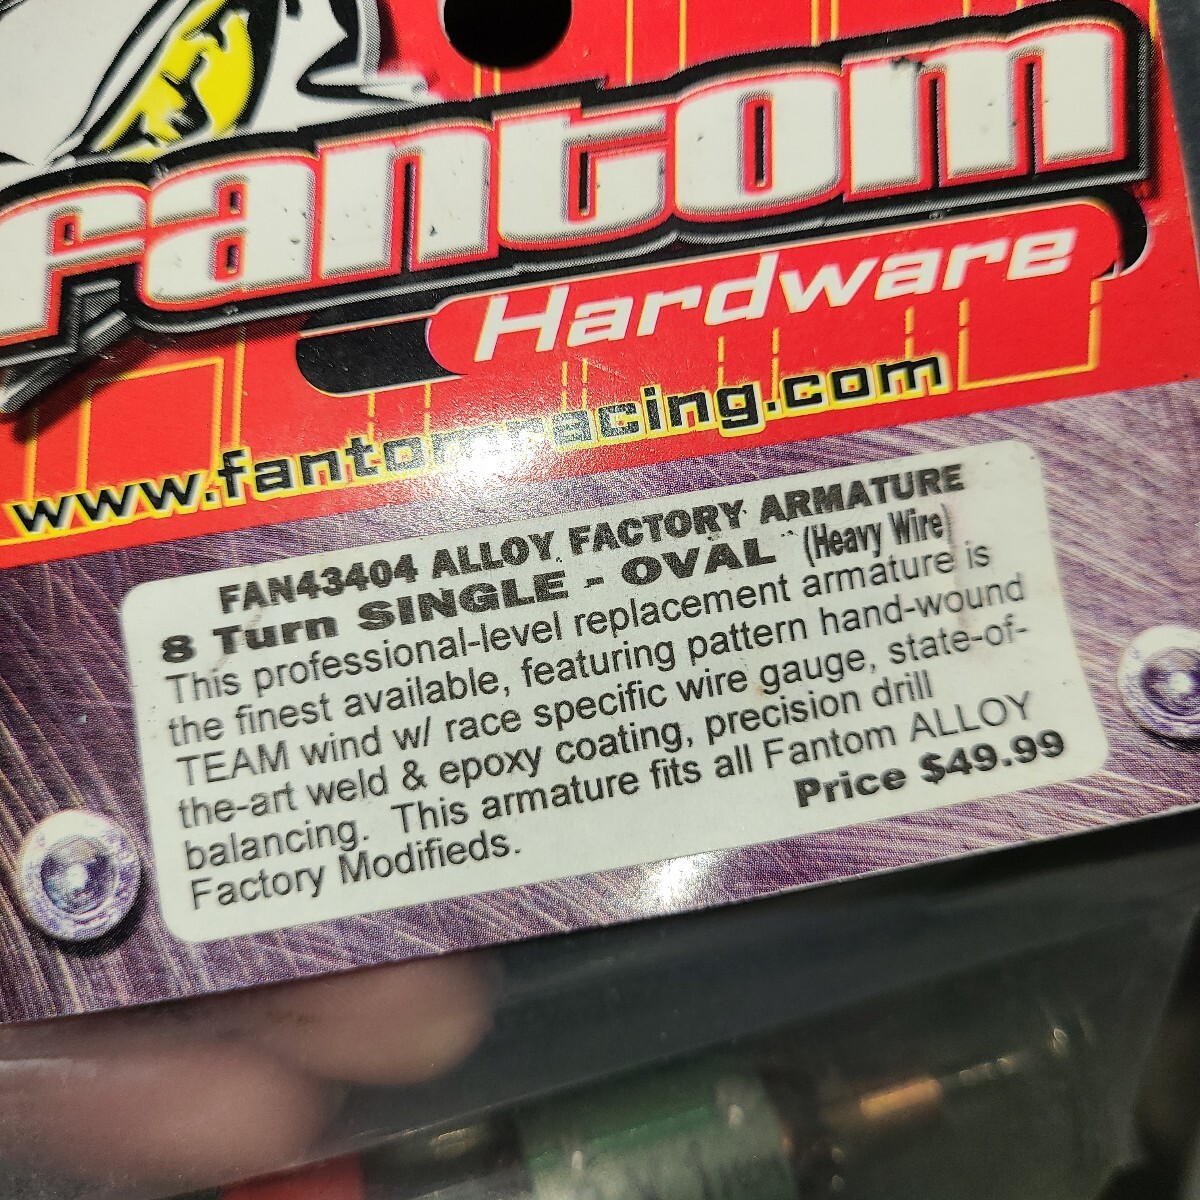 fantom
Hardware
www.fantomracing.com
FAN43404 ALLOY FACTORY ARMATURE
8 Turn SINGLE - OVAL (Heavy Wire)
This professional-level replacement armature is
the finest available, featuring pattern hand-wound
TEAM wind w/ race specific wire gauge, state-of-
the-art weld & epoxy coating, precision drill
balancing. This armature fits all Fantom ALLOY
Factory Modifieds.
Price $49.99